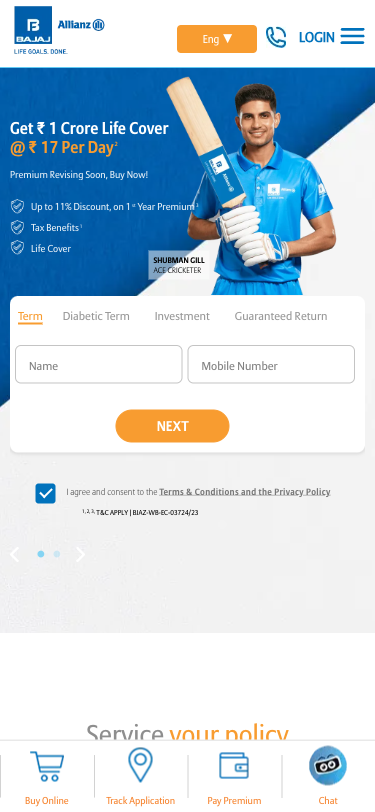 B
BAJAJ
Allianz
LIFE GOALS. DONE.
Eng ▼
LOGIN
Get ₹ 1 Crore Life Cover
@ ₹ 17 Per Day²
Premium Revising Soon, Buy Now!
Up to 11% Discount, on 1ˢᵗ Year Premium³
Tax Benefits¹
Life Cover
SHUBMAN GILL
ACE CRICKETER
Term
Diabetic Term
Investment
Guaranteed Return
Name
Mobile Number
NEXT
I agree and consent to the Terms & Conditions and the Privacy Policy
1, 2, 3, T&C APPLY | BJAZ-WB-EC-03724/23
Service your policy
Buy Online
Track Application
Pay Premium
Chat